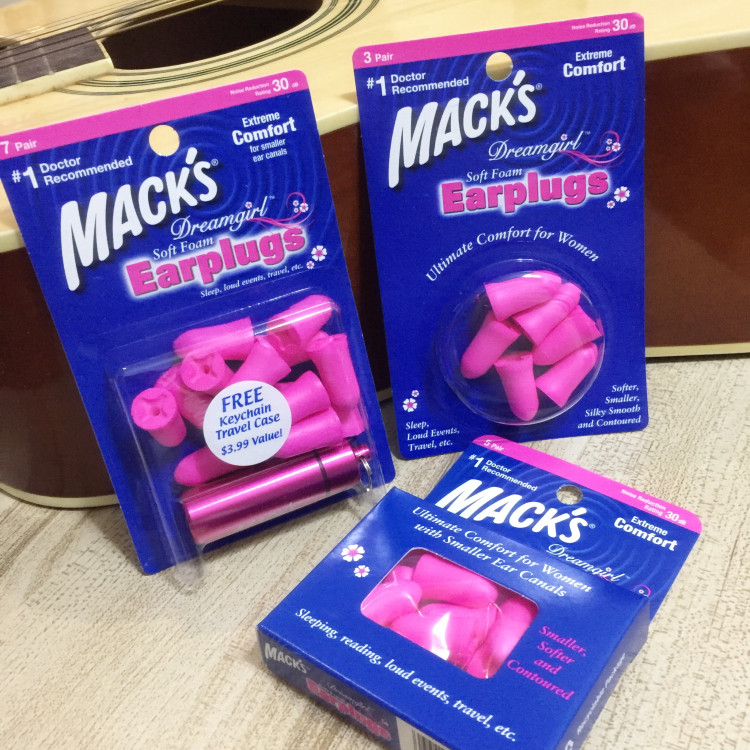 7 Pair
Noise Reduction
Rating 30 dB
#1 Doctor
Recommended
Extreme
Comfort
for smaller
ear canals
MACK'S®
Dreamgirl™
Soft Foam
Earplugs
Sleep, loud events, travel, etc.
FREE
Keychain
Travel Case
$3.99 Value!
3 Pair
Noise Reduction
Rating 30 dB
#1 Doctor
Recommended
Extreme
Comfort
MACK'S®
Dreamgirl™
Soft Foam
Earplugs
Ultimate Comfort for Women
Sleep,
Loud Events,
Travel, etc.
Softer,
Smaller,
Silky Smooth
and Contoured
5 Pair
Noise Reduction
Rating 30 dB
#1 Doctor
Recommended
Extreme
Comfort
MACK'S®
Dreamgirl
Ultimate Comfort for Women
with Smaller Ear Canals
Smaller,
Softer
and
Contoured
Sleeping, reading, loud events, travel, etc.
MACK'S
Dreamgirl
Soft Foam
Earplugs